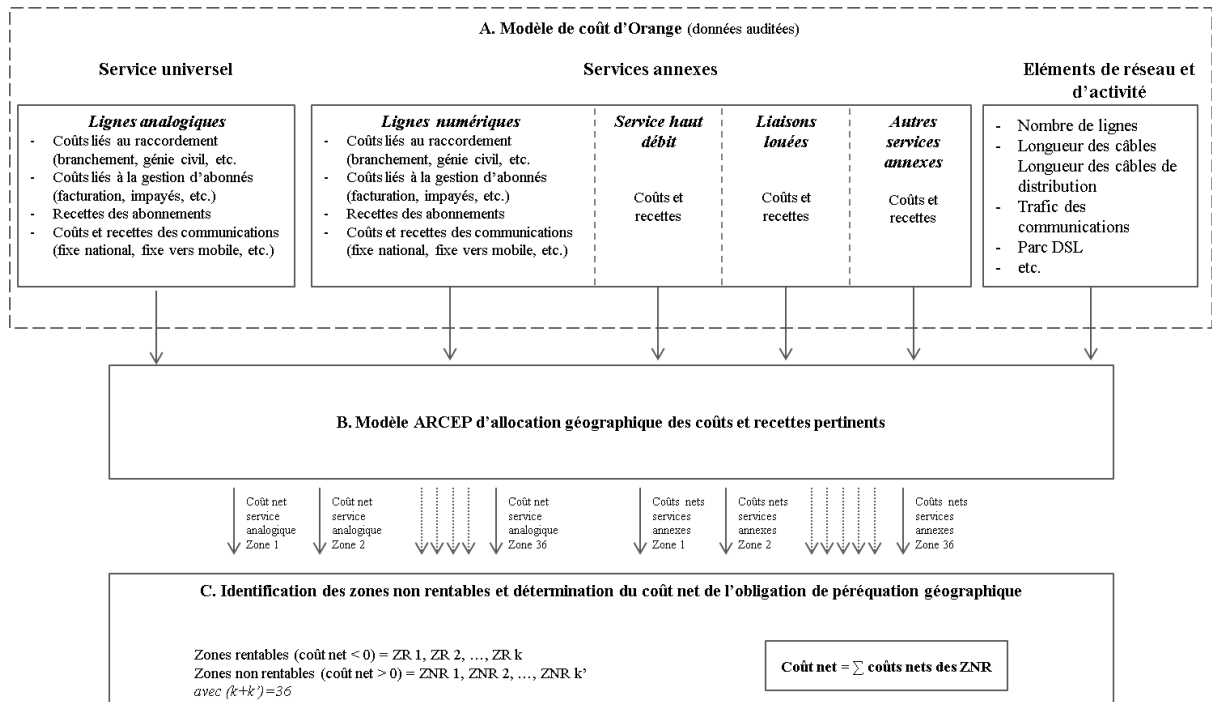 A. Modèle de coût d'Orange (données auditées)
Service universel
Services annexes
Eléments de réseau et
d'activité
Lignes analogiques
- Coûts liés au raccordement
(branchement, génie civil, etc.
- Coûts liés à la gestion d'abonnés
(facturation, impayés, etc.)
- Recettes des abonnements
- Coûts et recettes des communications
(fixe national, fixe vers mobile, etc.)
Lignes numériques
- Coûts liés au raccordement
(branchement, génie civil, etc.
- Coûts liés à la gestion d'abonnés
(facturation, impayés, etc.)
- Recettes des abonnements
- Coûts et recettes des communications
(fixe national, fixe vers mobile, etc.)
Service haut
débit
Coûts et
recettes
Liaisons
louées
Coûts et
recettes
Autres
services
annexes
Coûts et
recettes
- Nombre de lignes
- Longueur des câbles
Longueur des câbles de
distribution
- Trafic des
communications
- Parc DSL
- etc.
B. Modèle ARCEP d'allocation géographique des coûts et recettes pertinents
Coût net
service
analogique
Zone 1
Coût net
service
analogique
Zone 2
Coût net
service
analogique
Zone 36
Coûts nets
services
annexes
Zone 1
Coûts nets
services
annexes
Zone 2
Coûts nets
services
annexes
Zone 36
C. Identification des zones non rentables et détermination du coût net de l'obligation de péréquation géographique
Zones rentables (coût net < 0) = ZR 1, ZR 2, …, ZR k
Zones non rentables (coût net > 0) = ZNR 1, ZNR 2, …, ZNR k'
avec (k+k')=36
Coût net = ∑ coûts nets des ZNR